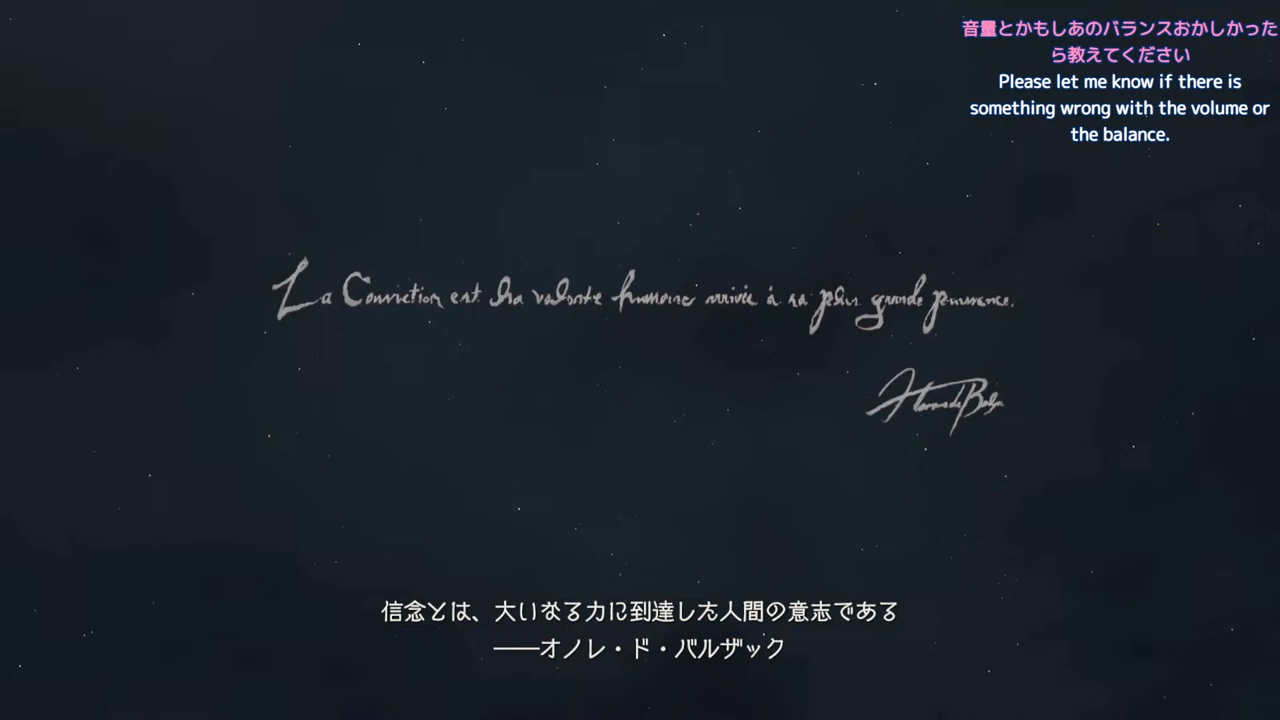 音量とかもしあのバランスおかしかった
ら教えてください
Please let me know if there is
something wrong with the volume or
the balance.
La Conviction est la volonté humaine arrivée à sa plus grande puissance.
信念とは、大いなる力に到達した人間の意志である
――オノレ・ド・バルザック